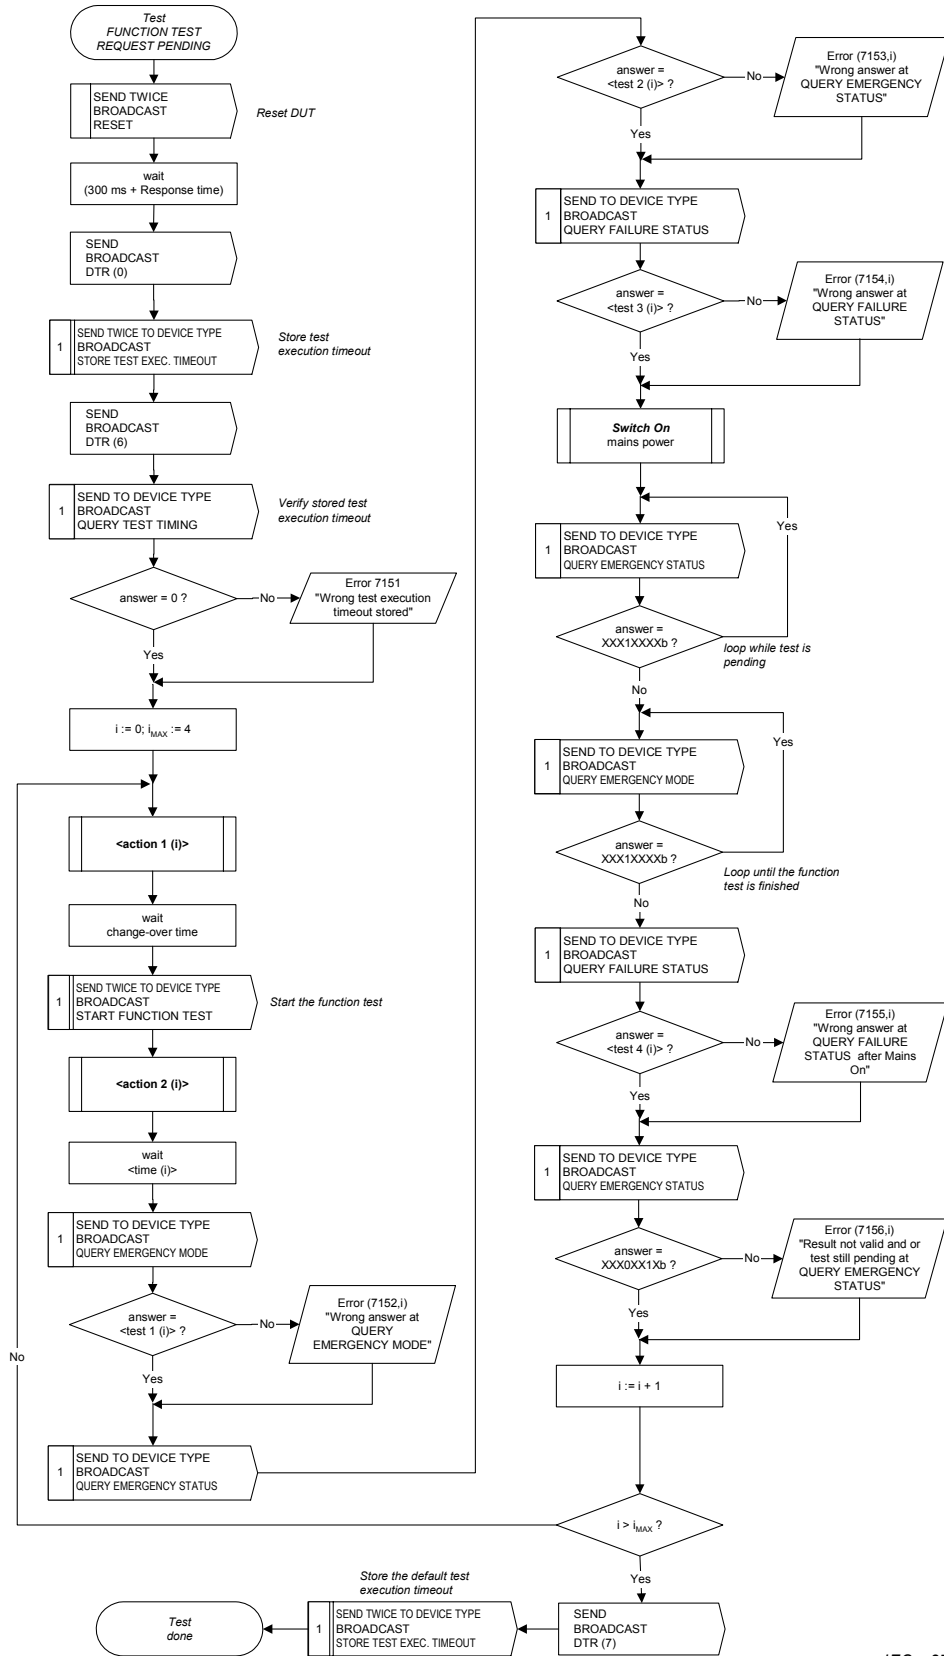 Test
FUNCTION TEST
REQUEST PENDING
SEND TWICE
BROADCAST
RESET
Reset DUT
wait
(300 ms + Response time)
SEND
BROADCAST
DTR (0)
1
SEND TWICE TO DEVICE TYPE
BROADCAST
STORE TEST EXEC. TIMEOUT
Store test
execution timeout
SEND
BROADCAST
DTR (6)
1
SEND TO DEVICE TYPE
BROADCAST
QUERY TEST TIMING
Verify stored test
execution timeout
answer = 0 ?
No
Error 7151
"Wrong test execution
timeout stored"
Yes
i := 0; iMAX := 4
<action 1 (i)>
wait
change-over time
1
SEND TWICE TO DEVICE TYPE
BROADCAST
START FUNCTION TEST
Start the function test
<action 2 (i)>
wait
<time (i)>
1
SEND TO DEVICE TYPE
BROADCAST
QUERY EMERGENCY MODE
answer =
<test 1 (i)> ?
No
Error (7152,i)
"Wrong answer at
QUERY
EMERGENCY MODE"
Yes
No
1
SEND TO DEVICE TYPE
BROADCAST
QUERY EMERGENCY STATUS
answer =
<test 2 (i)> ?
No
Error (7153,i)
"Wrong answer at
QUERY EMERGENCY
STATUS"
Yes
1
SEND TO DEVICE TYPE
BROADCAST
QUERY FAILURE STATUS
answer =
<test 3 (i)> ?
No
Error (7154,i)
"Wrong answer at
QUERY FAILURE
STATUS"
Yes
Switch On
mains power
Yes
1
SEND TO DEVICE TYPE
BROADCAST
QUERY EMERGENCY STATUS
answer =
XXX1XXXXb ?
loop while test is
pending
No
Yes
1
SEND TO DEVICE TYPE
BROADCAST
QUERY EMERGENCY MODE
answer =
XXX1XXXXb ?
Loop until the function
test is finished
No
1
SEND TO DEVICE TYPE
BROADCAST
QUERY FAILURE STATUS
answer =
<test 4 (i)> ?
No
Error (7155,i)
"Wrong answer at
QUERY FAILURE
STATUS after Mains
On"
Yes
1
SEND TO DEVICE TYPE
BROADCAST
QUERY EMERGENCY STATUS
answer =
XXX0XX1Xb ?
No
Error (7156,i)
"Result not valid and or
test still pending at
QUERY EMERGENCY
STATUS"
Yes
i := i + 1
i > iMAX ?
Yes
SEND
BROADCAST
DTR (7)
Store the default test
execution timeout
1
SEND TWICE TO DEVICE TYPE
BROADCAST
STORE TEST EXEC. TIMEOUT
Test
done